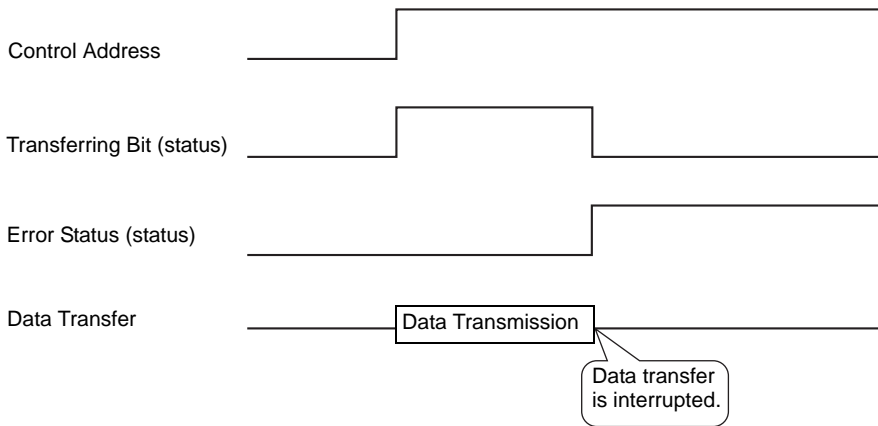 Control Address
Transferring Bit (status)
Error Status (status)
Data Transfer
Data Transmission
Data transfer
is interrupted.